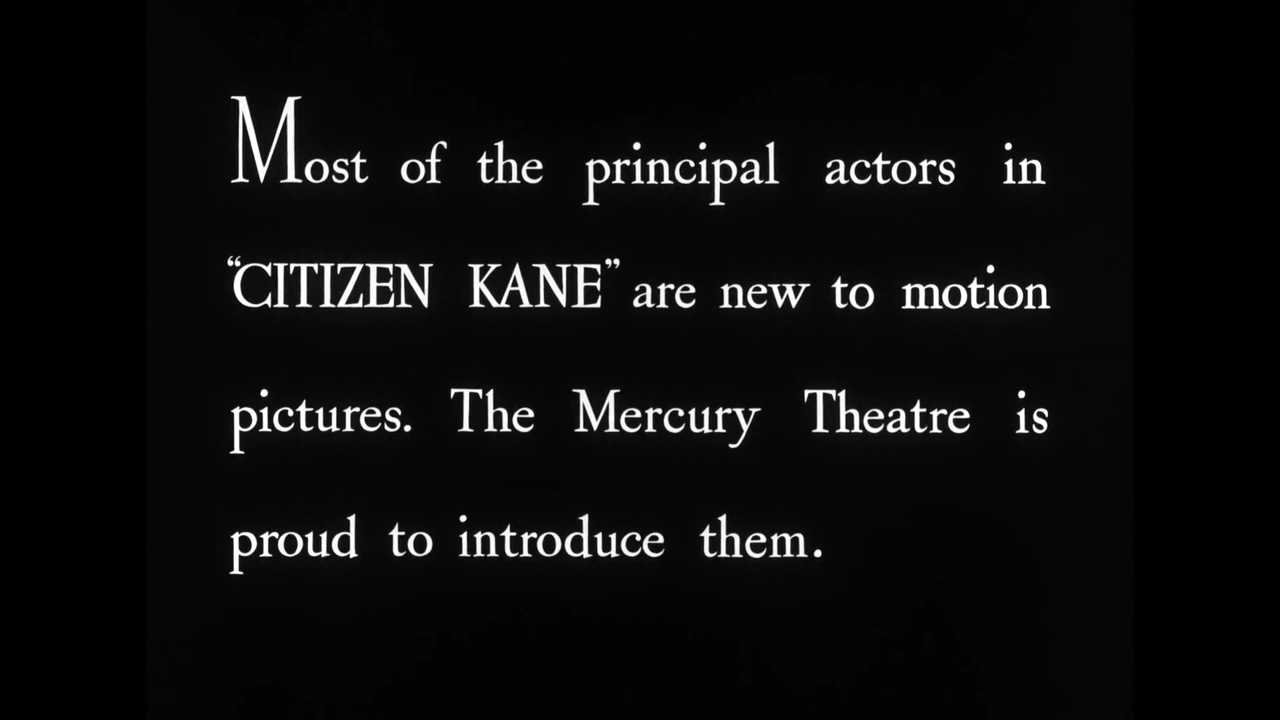 Most of the principal actors in
“CITIZEN KANE” are new to motion
pictures. The Mercury Theatre is
proud to introduce them.